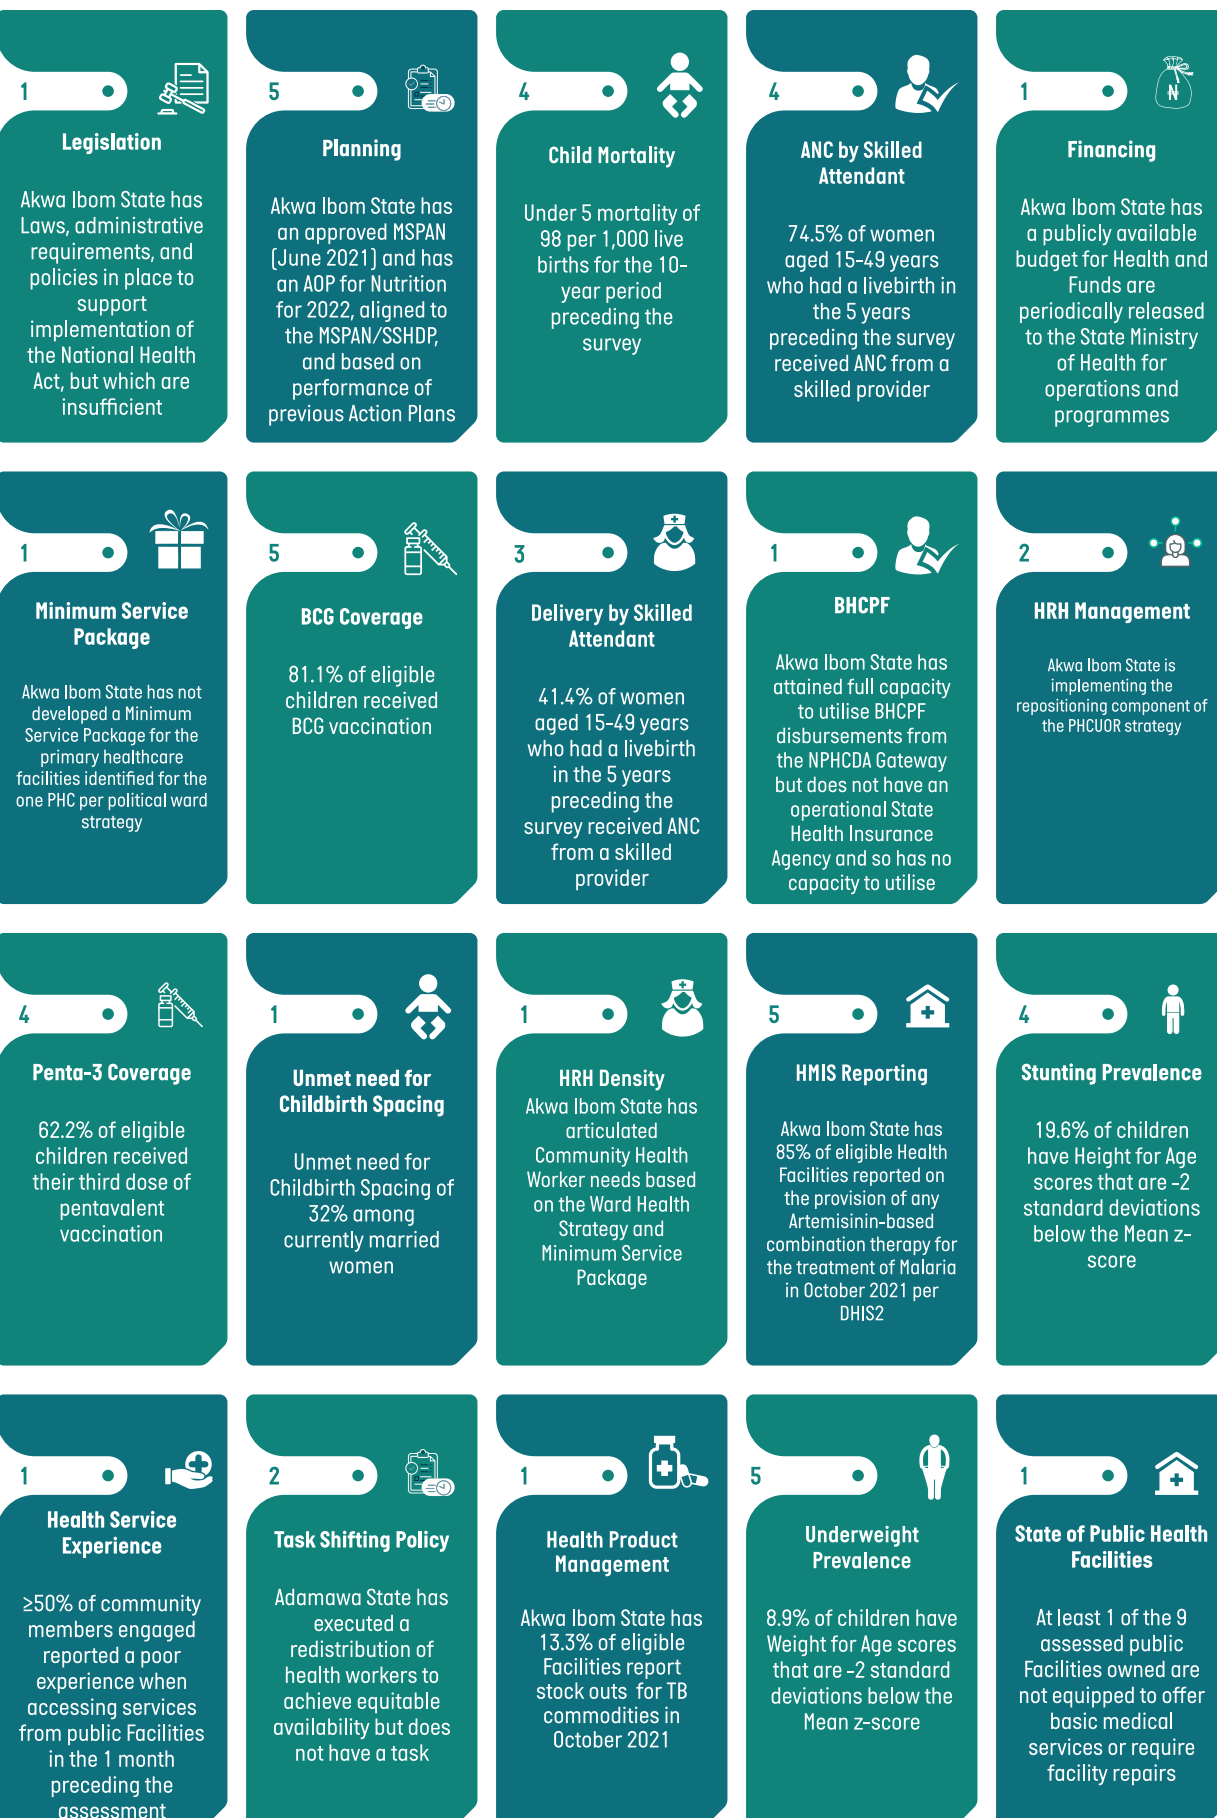 1
Legislation
Akwa Ibom State has
Laws, administrative
requirements, and
policies in place to
support
implementation of
the National Health
Act, but which are
insufficient
5
Planning
Akwa Ibom State has
an approved MSPAN
(June 2021) and has
an AOP for Nutrition
for 2022, aligned to
the MSPAN/SSHDP,
and based on
performance of
previous Action Plans
4
Child Mortality
Under 5 mortality of
98 per 1,000 live
births for the 10-
year period
preceding the
survey
4
ANC by Skilled
Attendant
74.5% of women
aged 15-49 years
who had a livebirth in
the 5 years
preceding the survey
received ANC from a
skilled provider
1
₦
Financing
Akwa Ibom State has
a publicly available
budget for Health and
Funds are
periodically released
to the State Ministry
of Health for
operations and
programmes
1
Minimum Service
Package
Akwa Ibom State has not
developed a Minimum
Service Package for the
primary healthcare
facilities identified for the
one PHC per political ward
strategy
5
BCG Coverage
81.1% of eligible
children received
BCG vaccination
3
Delivery by Skilled
Attendant
41.4% of women
aged 15-49 years
who had a livebirth
in the 5 years
preceding the
survey received ANC
from a skilled
provider
1
BHCPF
Akwa Ibom State has
attained full capacity
to utilise BHCPF
disbursements from
the NPHCDA Gateway
but does not have an
operational State
Health Insurance
Agency and so has no
capacity to utilise
2
HRH Management
Akwa Ibom State is
implementing the
repositioning component of
the PHCUOR strategy
4
Penta-3 Coverage
62.2% of eligible
children received
their third dose of
pentavalent
vaccination
1
Unmet need for
Childbirth Spacing
Unmet need for
Childbirth Spacing of
32% among
currently married
women
1
HRH Density
Akwa Ibom State has
articulated
Community Health
Worker needs based
on the Ward Health
Strategy and
Minimum Service
Package
5
HMIS Reporting
Akwa Ibom State has
85% of eligible Health
Facilities reported on
the provision of any
Artemisinin-based
combination therapy for
the treatment of Malaria
in October 2021 per
DHIS2
4
Stunting Prevalence
19.6% of children
have Height for Age
scores that are -2
standard deviations
below the Mean z-
score
1
Health Service
Experience
≥50% of community
members engaged
reported a poor
experience when
accessing services
from public Facilities
in the 1 month
preceding the
assessment
2
Task Shifting Policy
Adamawa State has
executed a
redistribution of
health workers to
achieve equitable
availability but does
not have a task
1
Health Product
Management
Akwa Ibom State has
13.3% of eligible
Facilities report
stock outs for TB
commodities in
October 2021
5
Underweight
Prevalence
8.9% of children have
Weight for Age scores
that are -2 standard
deviations below the
Mean z-score
1
State of Public Health
Facilities
At least 1 of the 9
assessed public
Facilities owned are
not equipped to offer
basic medical
services or require
facility repairs